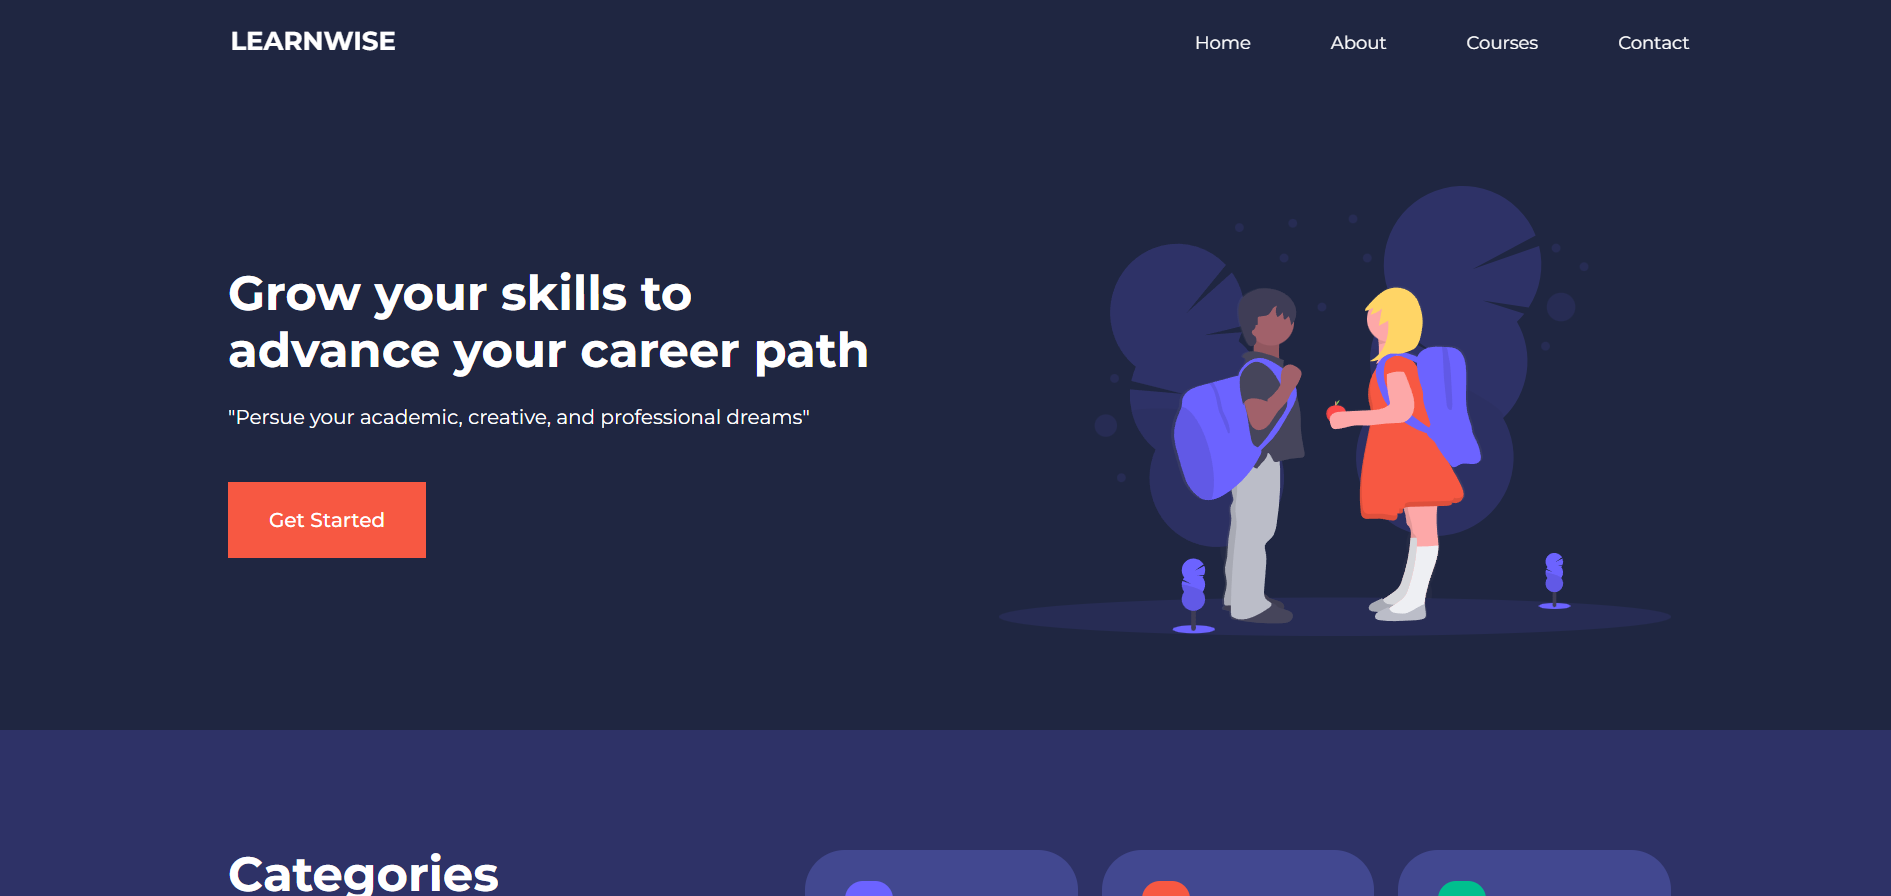 LEARNWISE
Home About Courses Contact
Grow your skills to
advance your career path
"Persue your academic, creative, and professional dreams"
Get Started
Categories